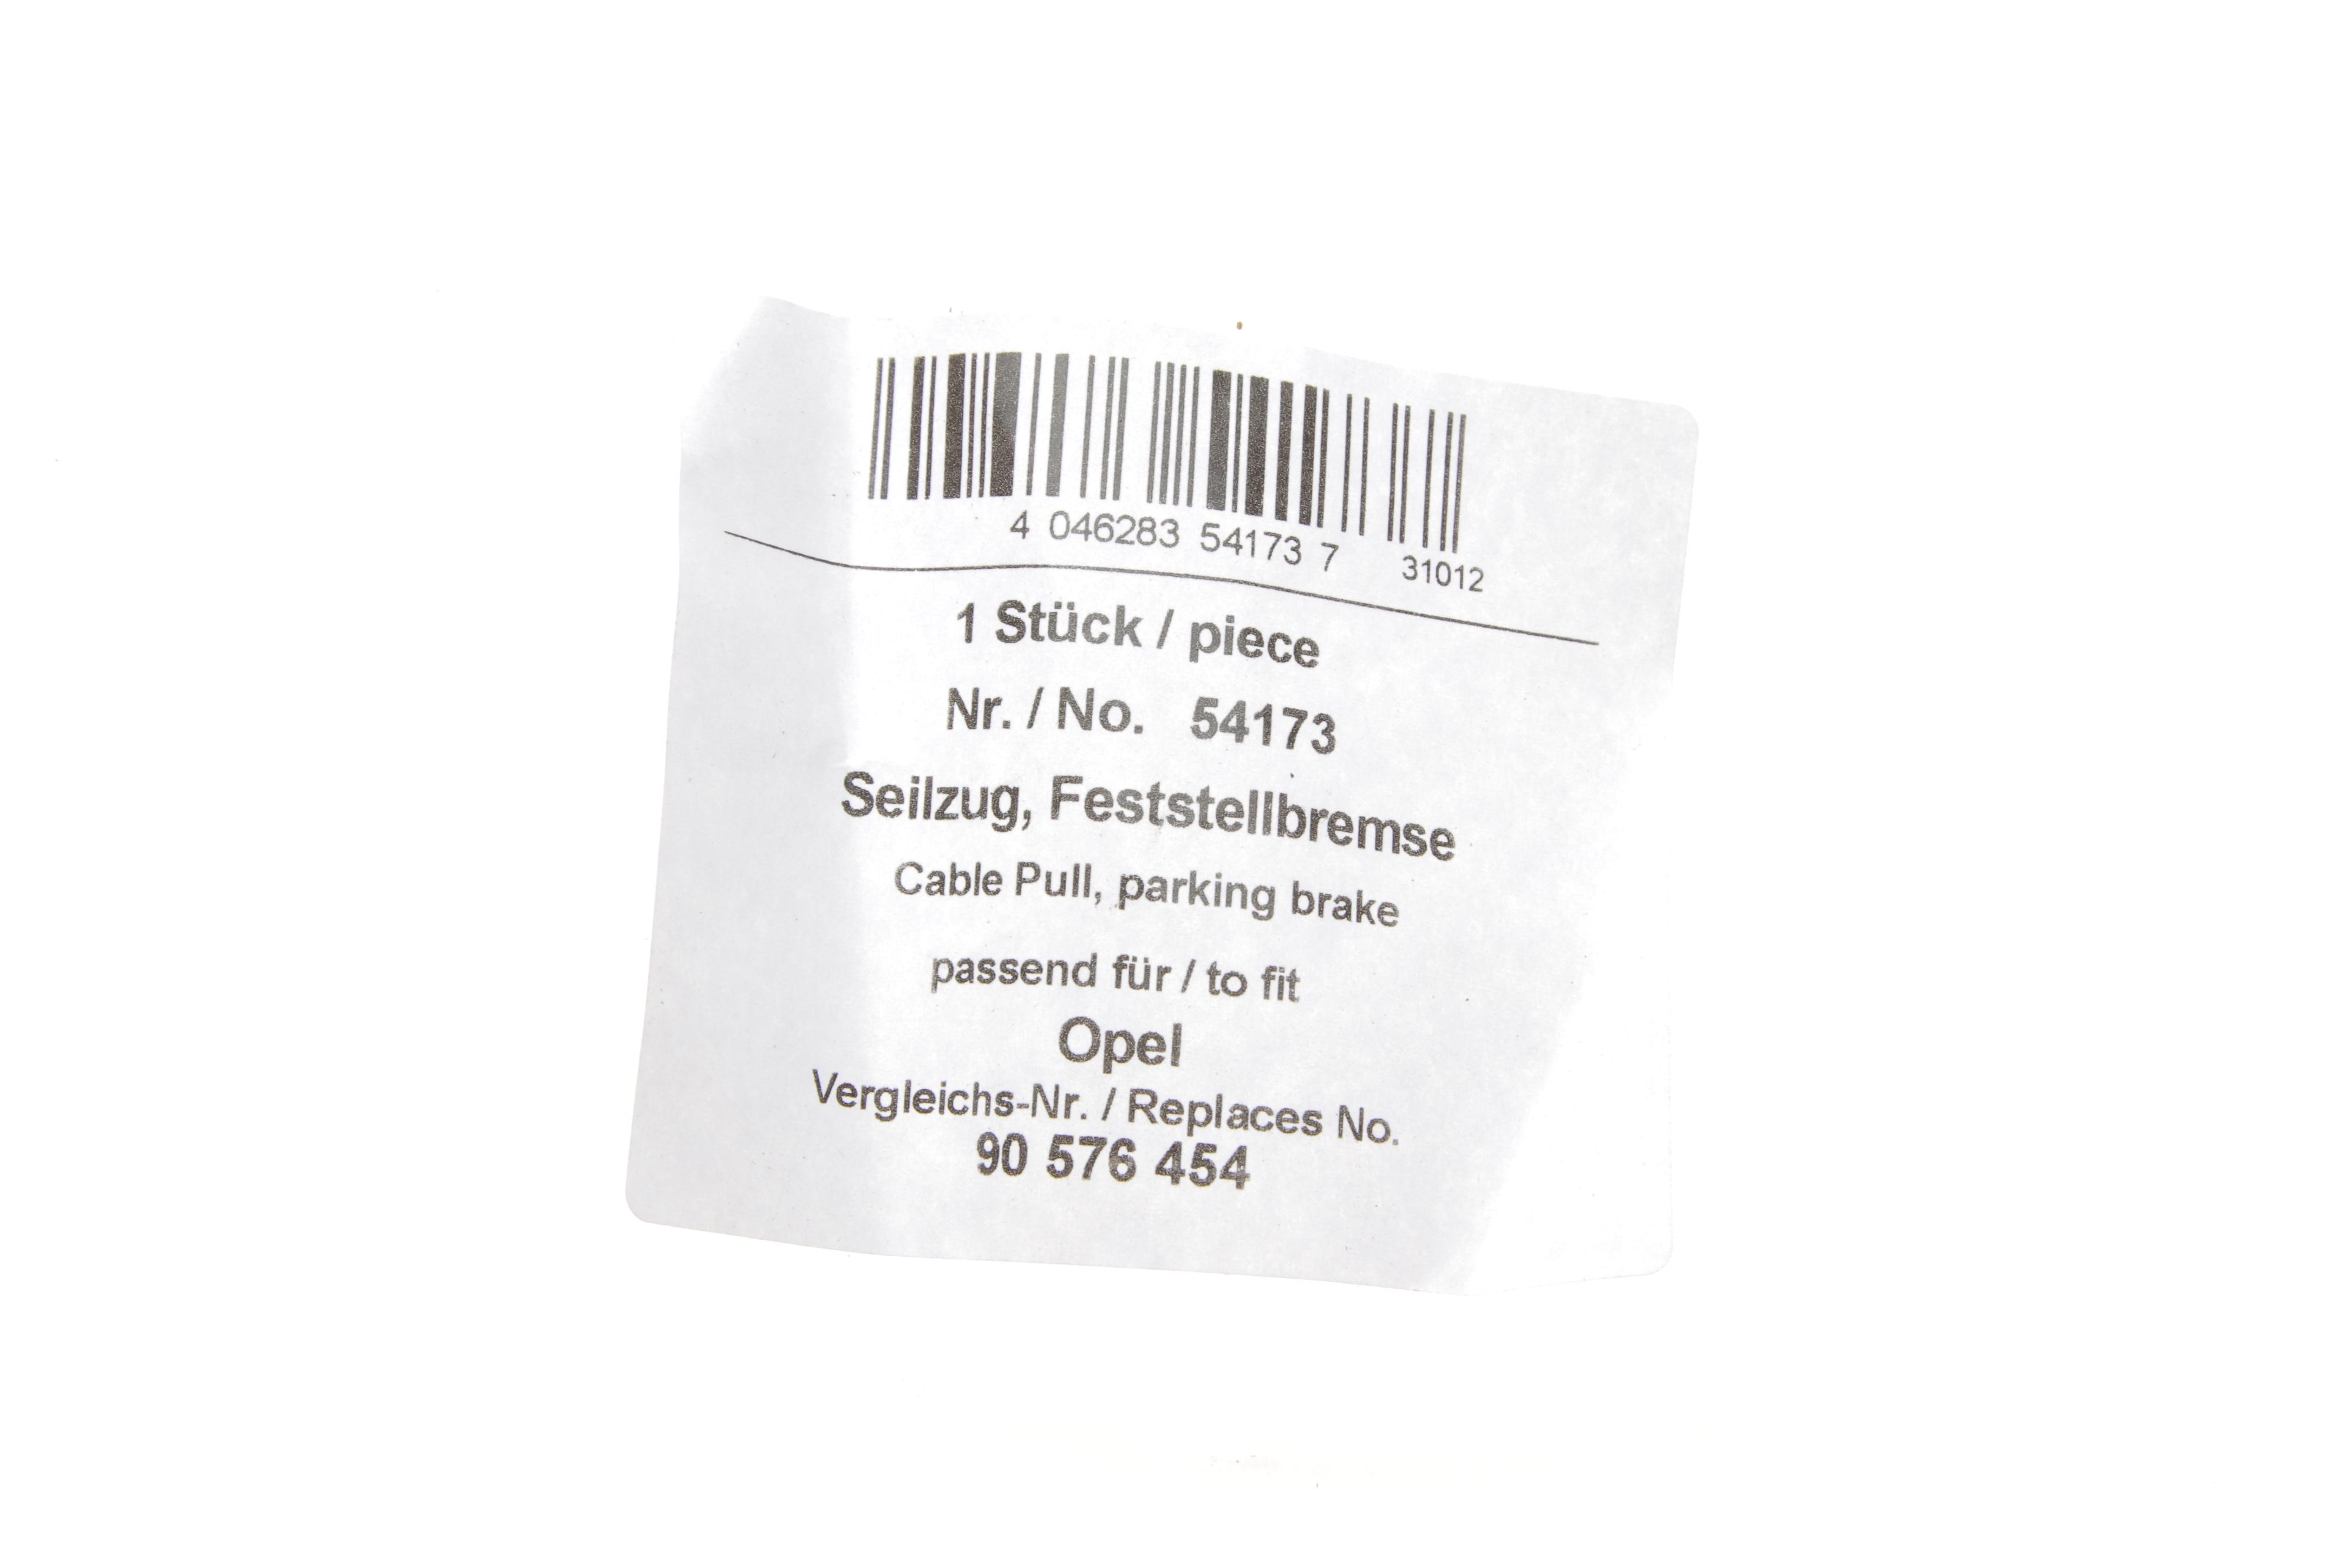 4 046283 54173 7 31012
1 Stück / piece
Nr. / No. 54173
Seilzug, Feststellbremse
Cable Pull, parking brake
passend für / to fit
Opel
Vergleichs-Nr. / Replaces No.
90 576 454